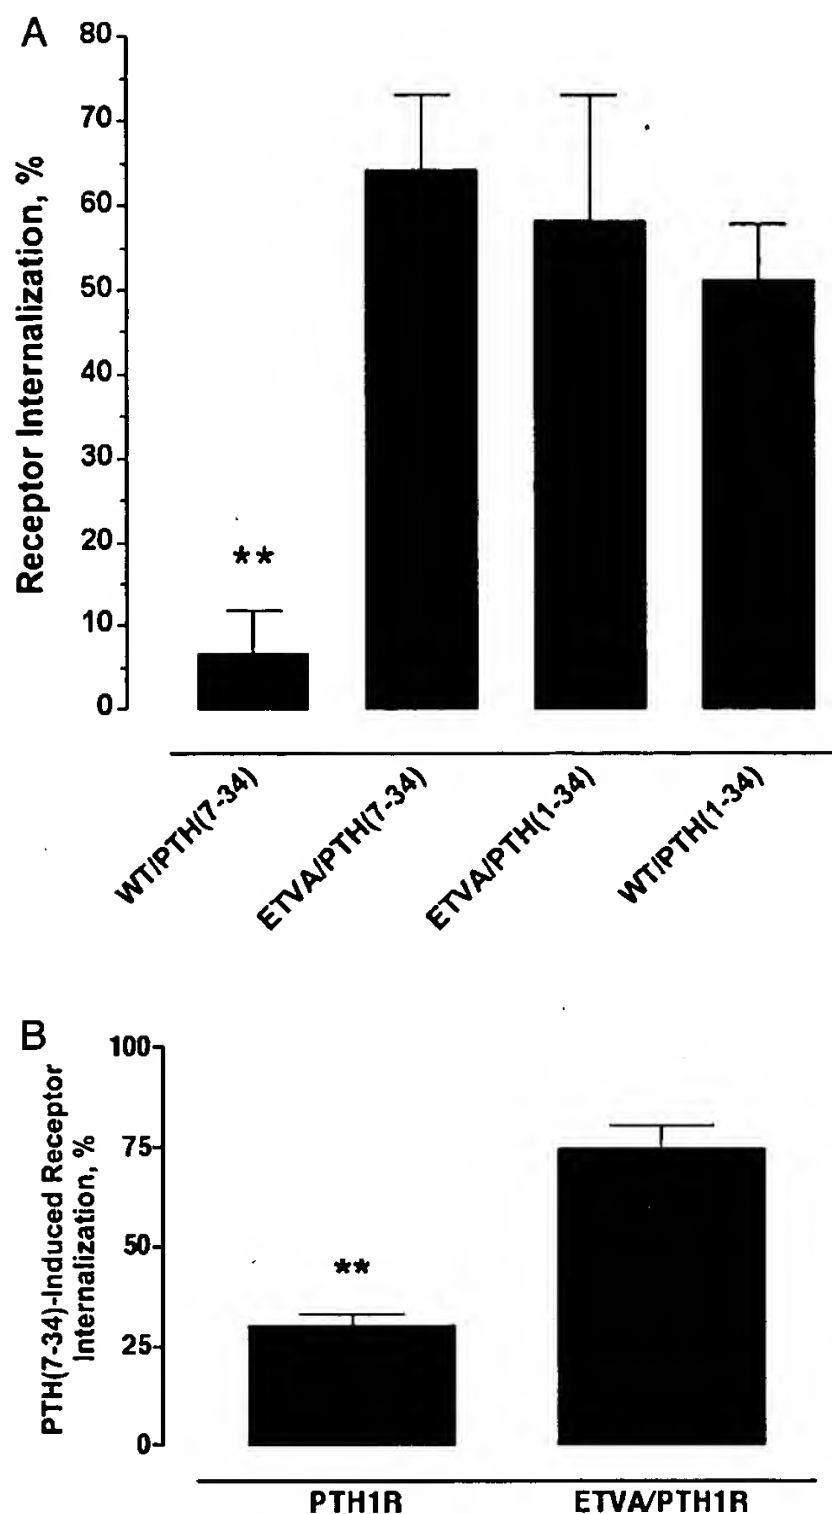 A
80
70
60
50
40
30
20
10
0
Receptor Internalization, %
**
WT/PTH(7-34)
ETVA/PTH(7-34)
ETVA/PTH(1-34)
WT/PTH(1-34)
B
100
75
50
25
0
PTH(7-34)-Induced Receptor
Internalization, %
**
PTH1R
ETVA/PTH1R